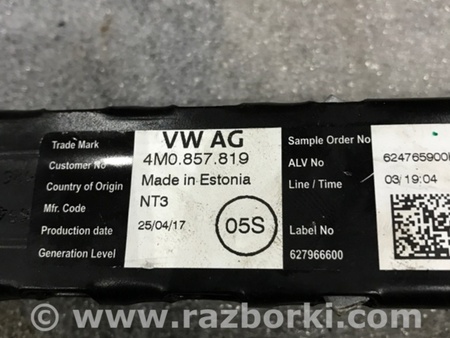 Trade Mark VW AG Sample Order No
Customer No 4M0.857.819 ALV No 624765900
Country of Origin Made in Estonia Line / Time 03/19:04
Mfr. Code NT3
Production date 25/04/17 05S Label No
Generation Level 627966600
www.razborki.com